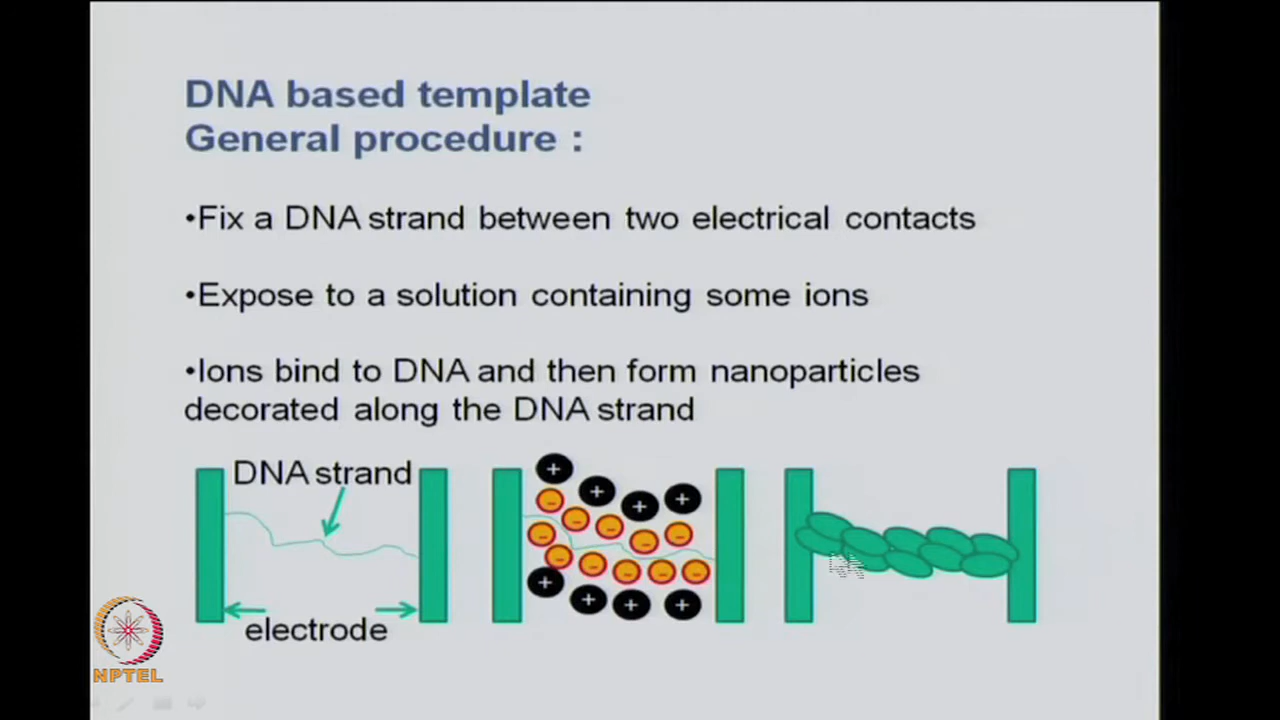 DNA based template
General procedure :
•Fix a DNA strand between two electrical contacts
•Expose to a solution containing some ions
•Ions bind to DNA and then form nanoparticles
decorated along the DNA strand
DNA strand
electrode
+ + + +
- - - - -
- - - - -
+ + + +
NPTEL